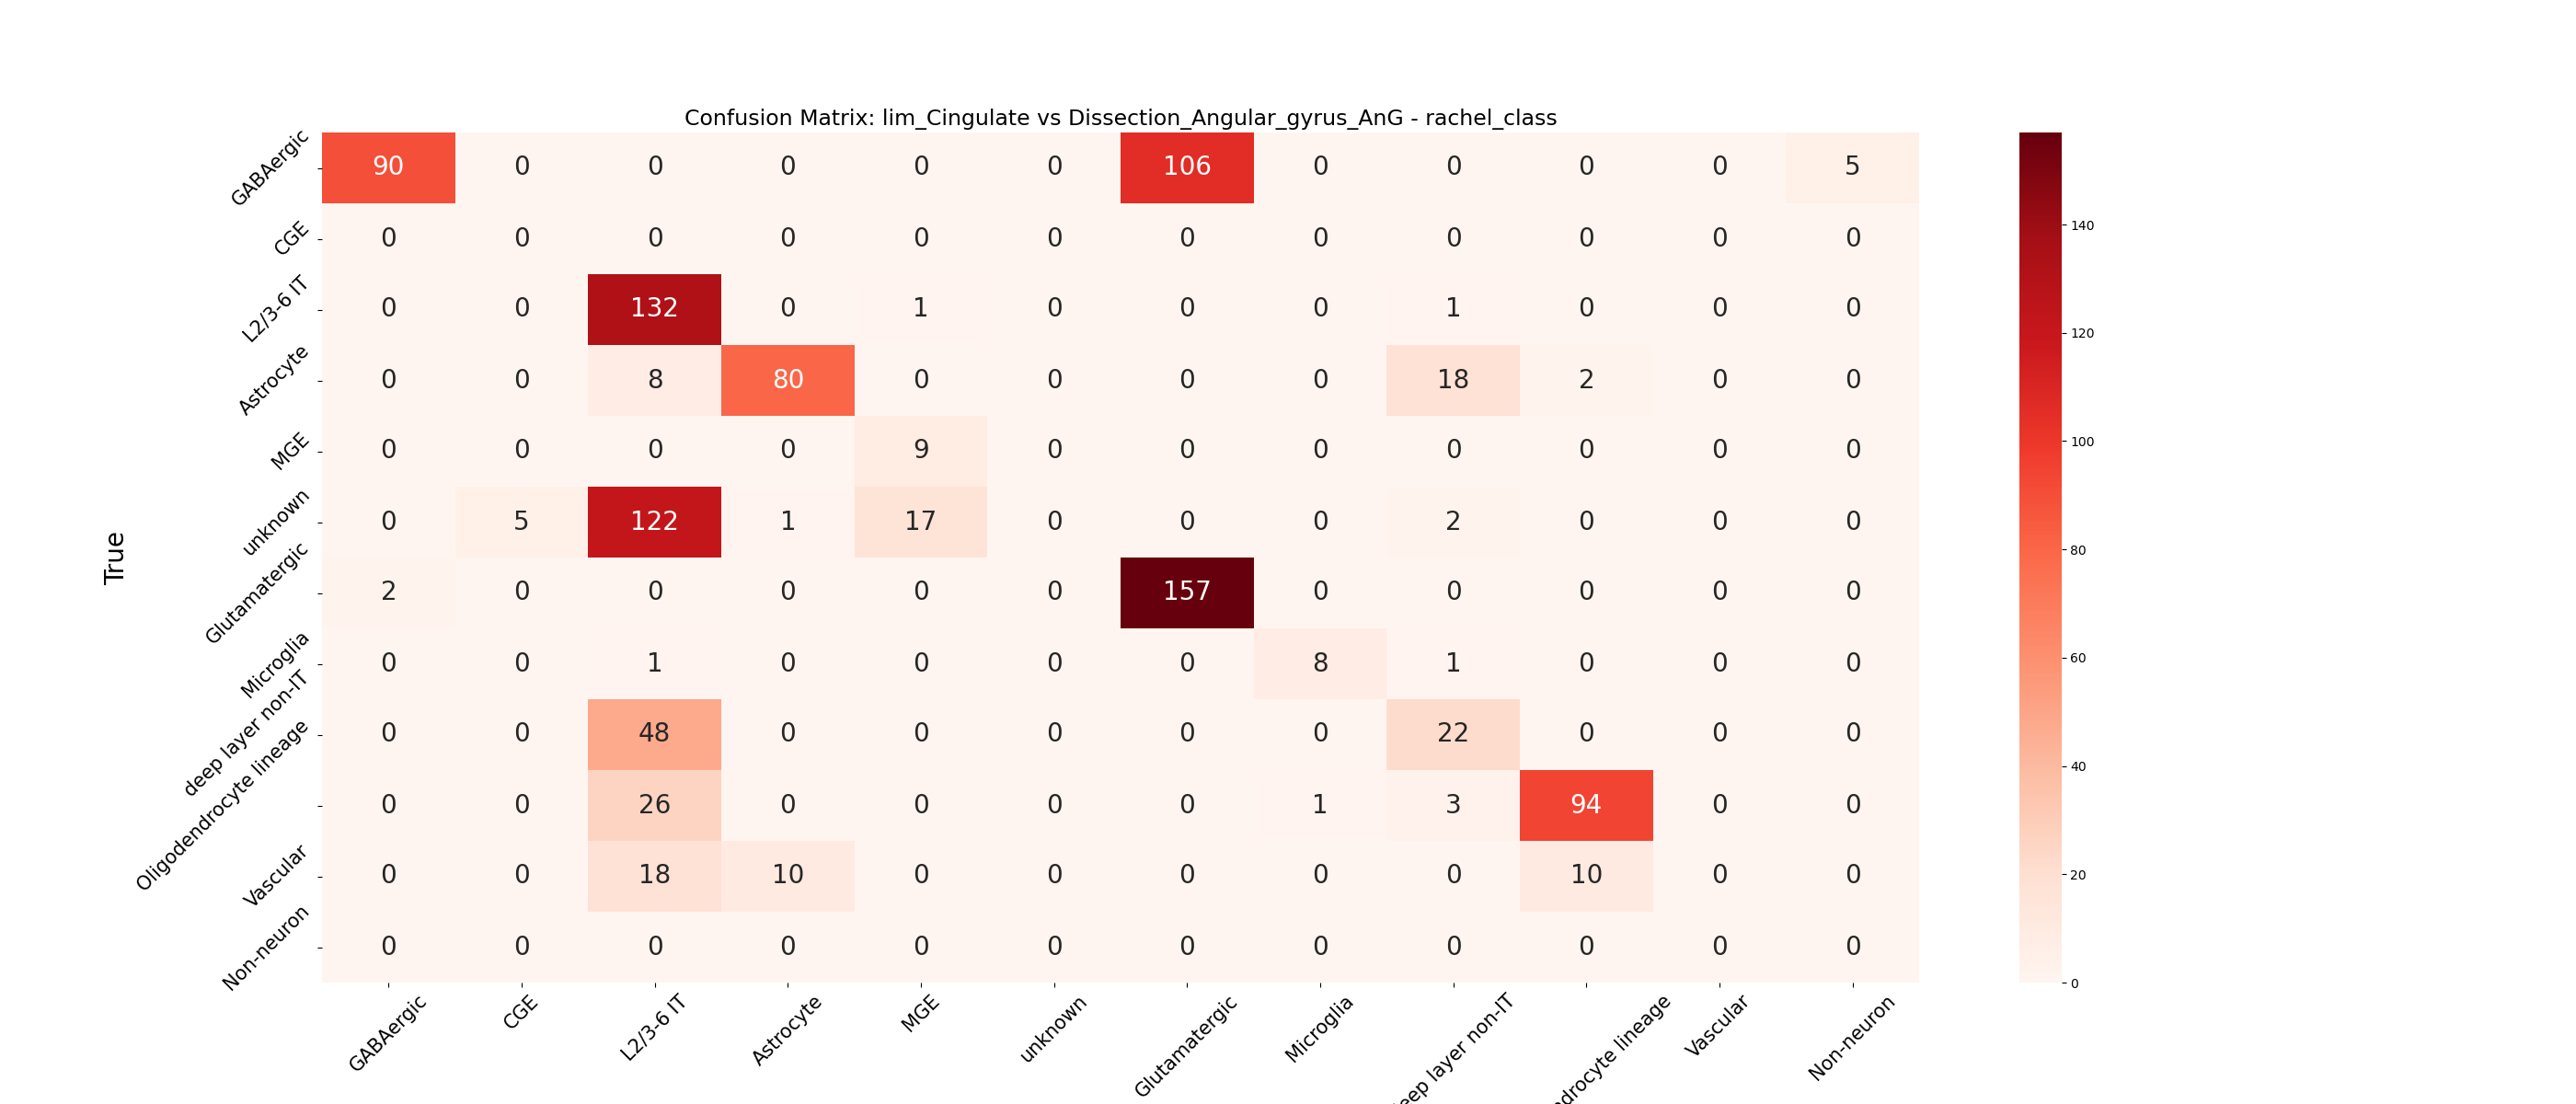 Confusion Matrix: lim_Cingulate vs Dissection_Angular_gyrus_AnG - rachel_class
True
GABAergic 90 0 0 0 0 0 106 0 0 0 0 5
CGE 0 0 0 0 0 0 0 0 0 0 0 0
L2/3-6 IT 0 0 132 0 1 0 0 0 1 0 0 0
Astrocyte 0 0 8 80 0 0 0 0 18 2 0 0
MGE 0 0 0 0 9 0 0 0 0 0 0 0
unknown 0 5 122 1 17 0 0 0 2 0 0 0
Glutamatergic 2 0 0 0 0 0 157 0 0 0 0 0
Microglia 0 0 1 0 0 0 0 8 1 0 0 0
deep layer non-IT 0 0 48 0 0 0 0 0 22 0 0 0
Oligodendrocyte lineage 0 0 26 0 0 0 0 1 3 94 0 0
Vascular 0 0 18 10 0 0 0 0 0 10 0 0
Non-neuron 0 0 0 0 0 0 0 0 0 0 0 0
GABAergic CGE L2/3-6 IT Astrocyte MGE unknown Glutamatergic Microglia layer non-IT lineage Vascular Non-neuron
140
120
100
80
60
40
20
0